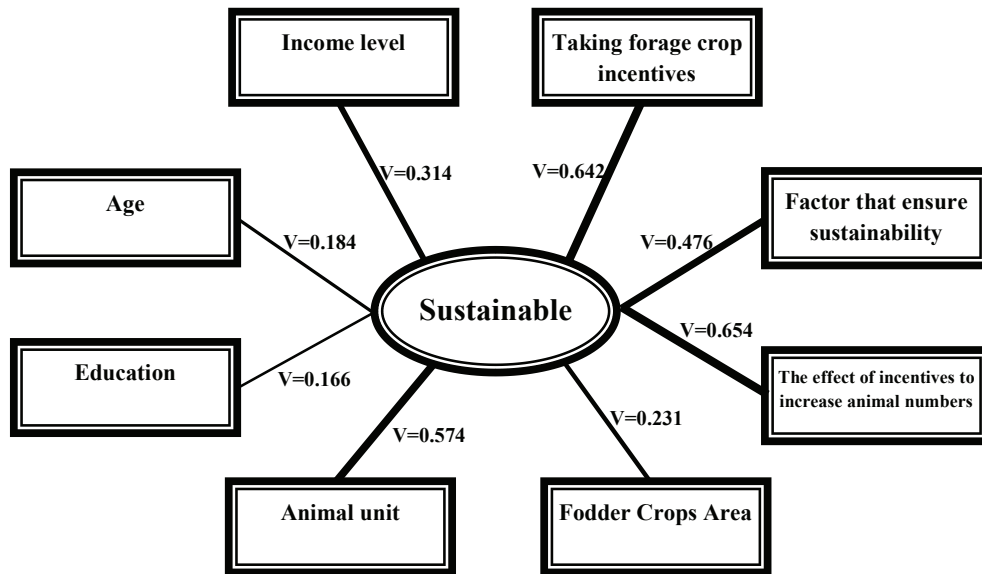 Income level
Taking forage crop
incentives
V=0.314
V=0.642
Age
Factor that ensure
sustainability
V=0.184
V=0.476
Sustainable
V=0.654
Education
The effect of incentives to
increase animal numbers
V=0.166
V=0.574
V=0.231
Animal unit
Fodder Crops Area